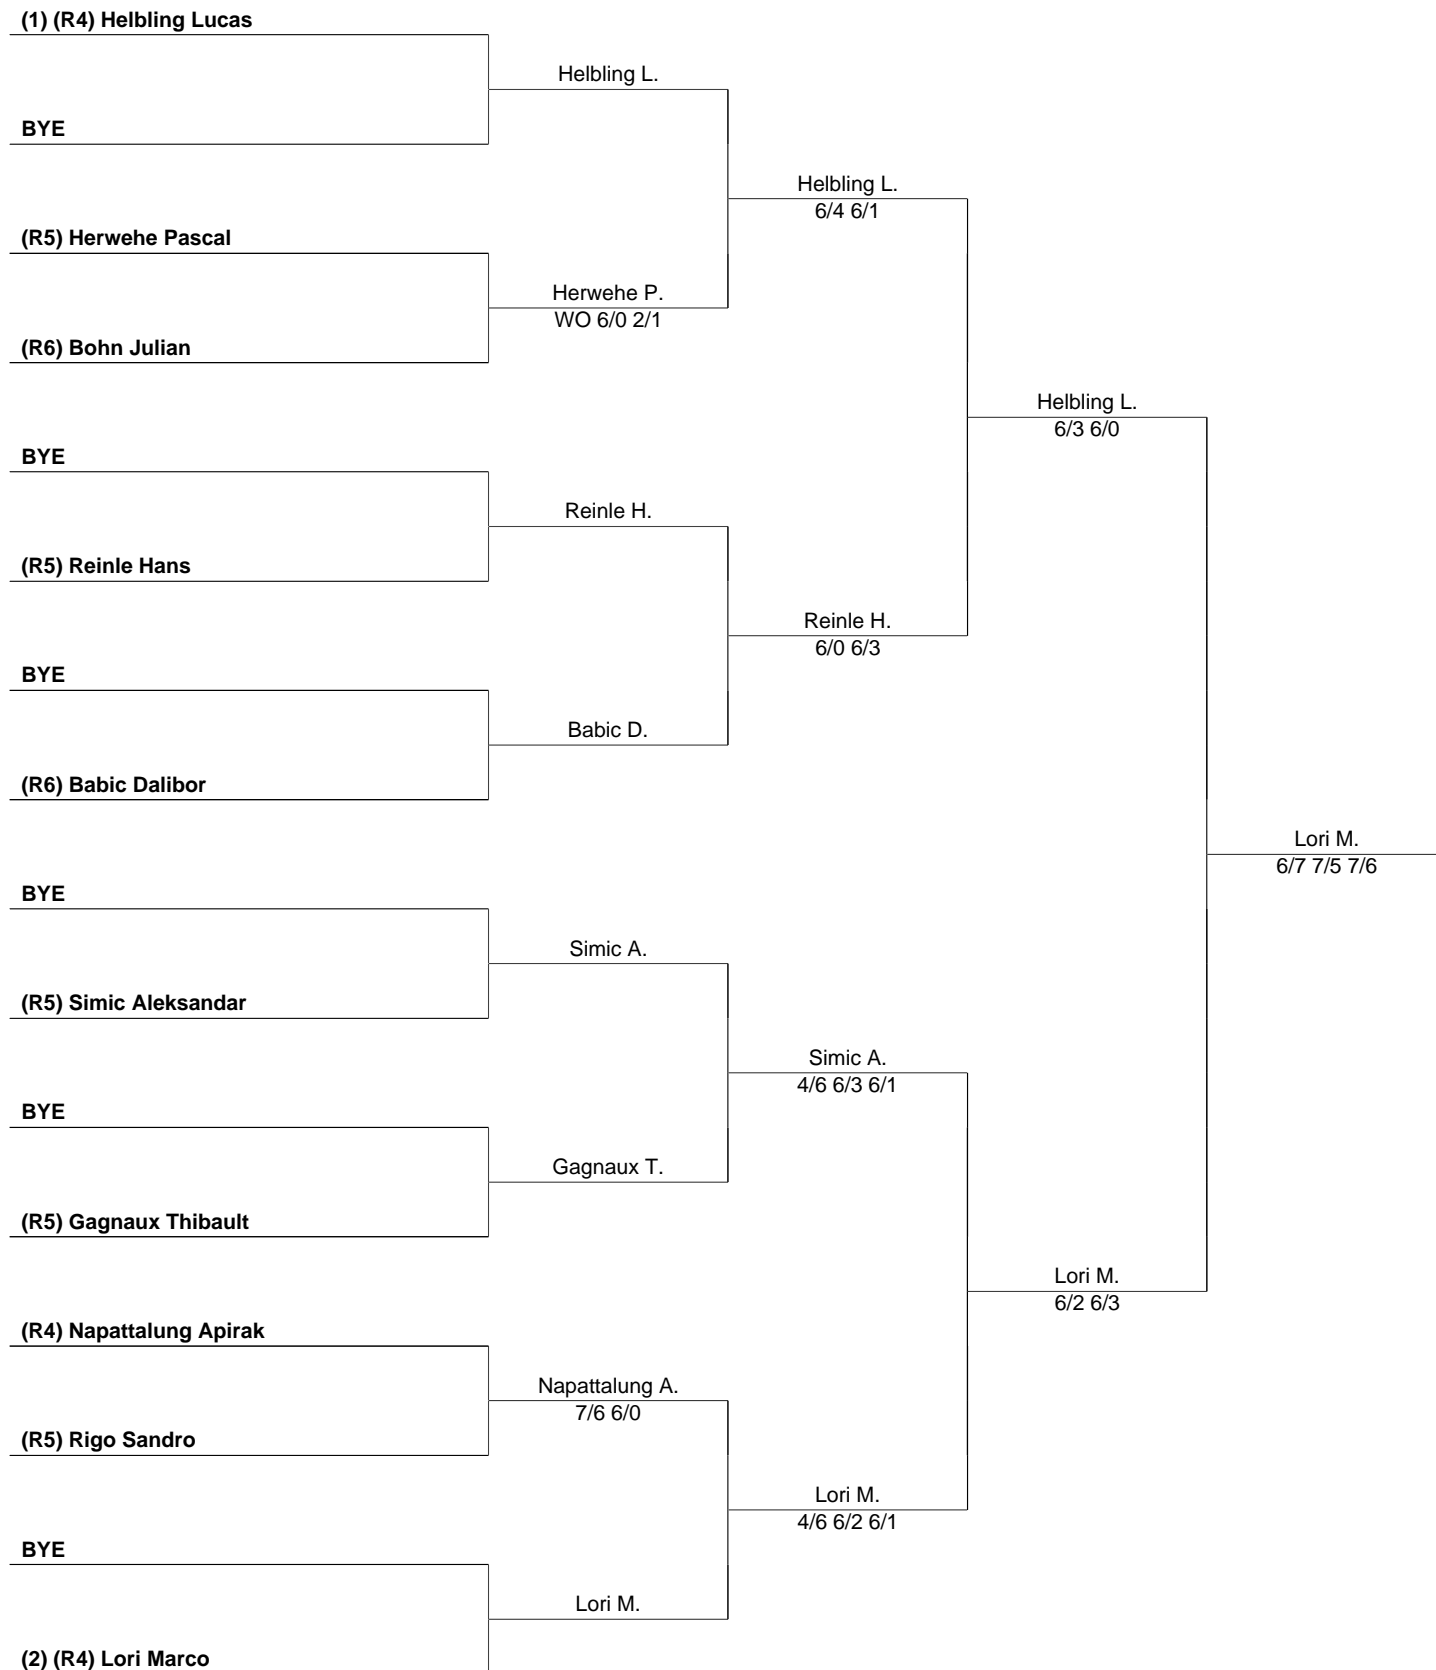 (1) (R4) Helbling Lucas
Helbling L.
BYE
Helbling L.
6/4 6/1
(R5) Herwehe Pascal
Herwehe P.
WO 6/0 2/1
(R6) Bohn Julian
Helbling L.
6/3 6/0
BYE
Reinle H.
(R5) Reinle Hans
Reinle H.
6/0 6/3
BYE
Babic D.
(R6) Babic Dalibor
Lori M.
6/7 7/5 7/6
BYE
Simic A.
(R5) Simic Aleksandar
Simic A.
4/6 6/3 6/1
BYE
Gagnaux T.
(R5) Gagnaux Thibault
Lori M.
6/2 6/3
(R4) Napattalung Apirak
Napattalung A.
7/6 6/0
(R5) Rigo Sandro
Lori M.
4/6 6/2 6/1
BYE
Lori M.
(2) (R4) Lori Marco